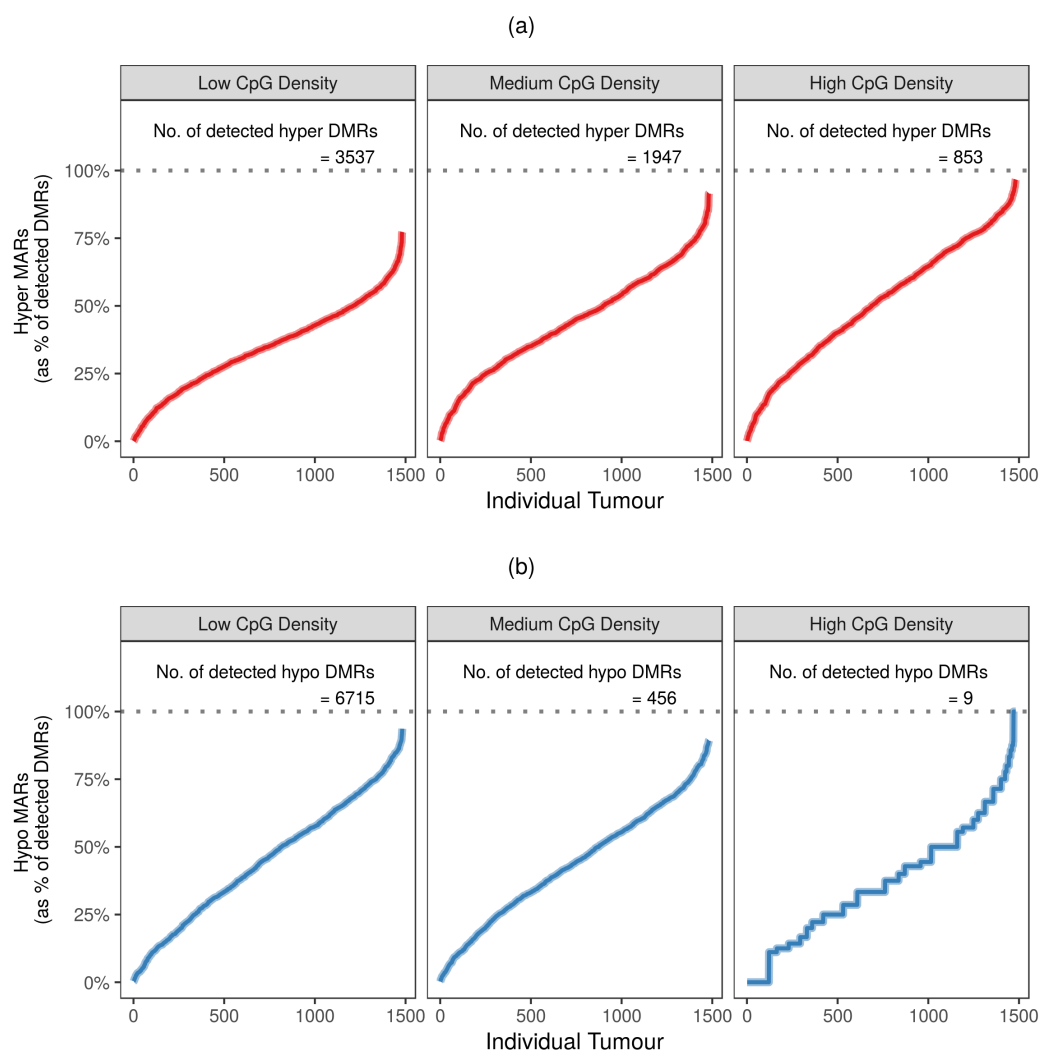 (a)
Low CpG Density
Medium CpG Density
High CpG Density
No. of detected hyper DMRs
= 3537
No. of detected hyper DMRs
= 1947
No. of detected hyper DMRs
= 853
Hyper MARs
(as % of detected DMRs)
100%
75%
50%
25%
0%
0 500 1000 1500
0 500 1000 1500
0 500 1000 1500
Individual Tumour
(b)
Low CpG Density
Medium CpG Density
High CpG Density
No. of detected hypo DMRs
= 6715
No. of detected hypo DMRs
= 456
No. of detected hypo DMRs
= 9
Hypo MARs
(as % of detected DMRs)
100%
75%
50%
25%
0%
0 500 1000 1500
0 500 1000 1500
0 500 1000 1500
Individual Tumour